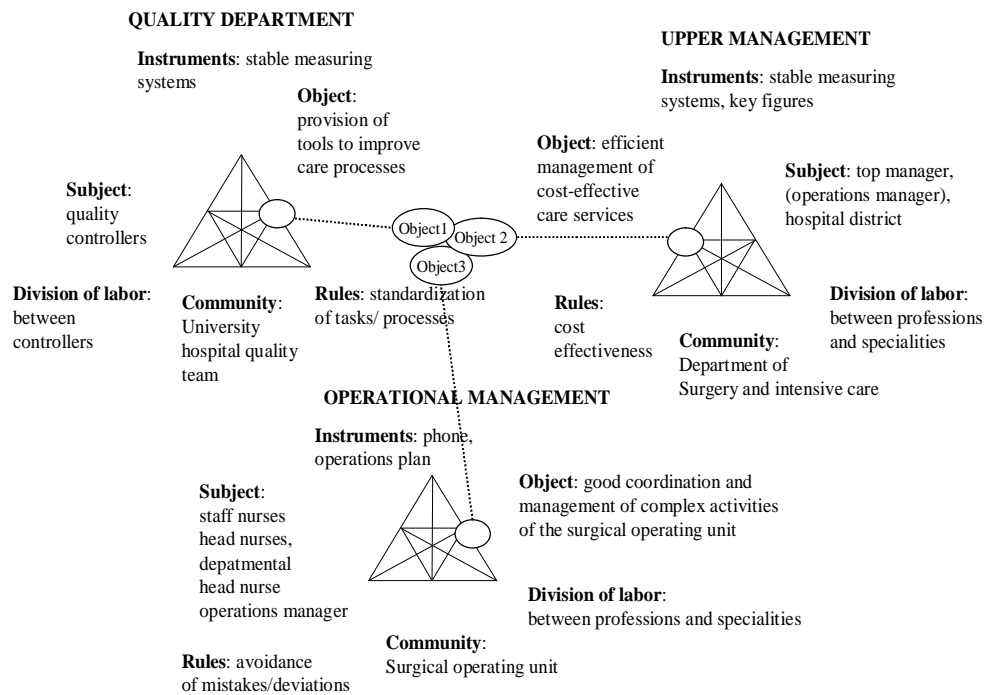 QUALITY DEPARTMENT
Instruments: stable measuring
systems
Object:
provision of
tools to improve
care processes
Subject:
quality
controllers
Division of labor:
between
controllers
Community:
University
hospital quality
team
Rules: standardization
of tasks/ processes
Object1
Object 2
Object3
UPPER MANAGEMENT
Instruments: stable measuring
systems, key figures
Object: efficient
management of
cost-effective
care services
Subject: top manager,
(operations manager),
hospital district
Rules:
cost
effectiveness
Division of labor:
between professions
and specialities
Community:
Department of
Surgery and intensive care
OPERATIONAL MANAGEMENT
Instruments: phone,
operations plan
Subject:
staff nurses
head nurses,
depatmental
head nurse
operations manager
Object: good coordination and
management of complex activities
of the surgical operating unit
Division of labor:
between professions and specialities
Community:
Surgical operating unit
Rules: avoidance
of mistakes/deviations